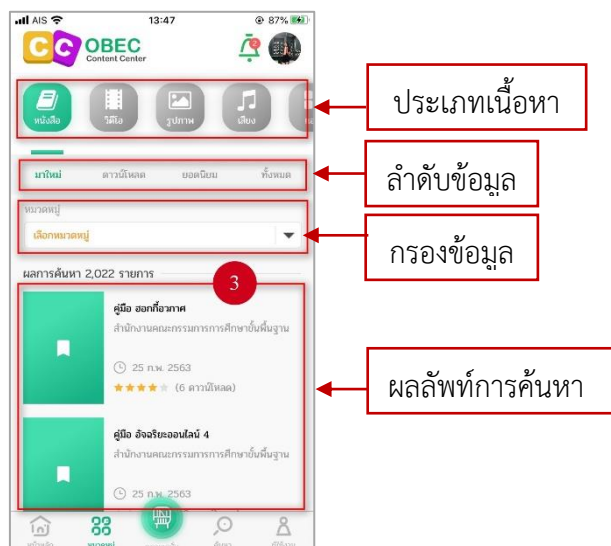 AIS
13:47
87%
CC OBEC
Content Center
2
หนังสือ
วิดีโอ
รูปภาพ
เสียง
ประเภทเนื้อหา
มาใหม่
ดาวน์โหลด
ยอดนิยม
ทั้งหมด
ลำดับข้อมูล
หมวดหมู่
เลือกหมวดหมู่
กรองข้อมูล
ผลการค้นหา 2,022 รายการ
3
คู่มือ ฮอกกี้อวกาศ
สำนักงานคณะกรรมการการศึกษาขั้นพื้นฐาน
25 ก.พ. 2563
(6 ดาวน์โหลด)
ผลลัพท์การค้นหา
คู่มือ อัจฉริยะออนไลน์ 4
สำนักงานคณะกรรมการการศึกษาขั้นพื้นฐาน
25 ก.พ. 2563